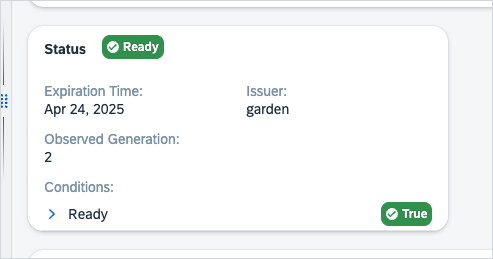 Status Ready
Expiration Time: Issuer:
Apr 24, 2025 garden
Observed Generation:
2
Conditions:
Ready True